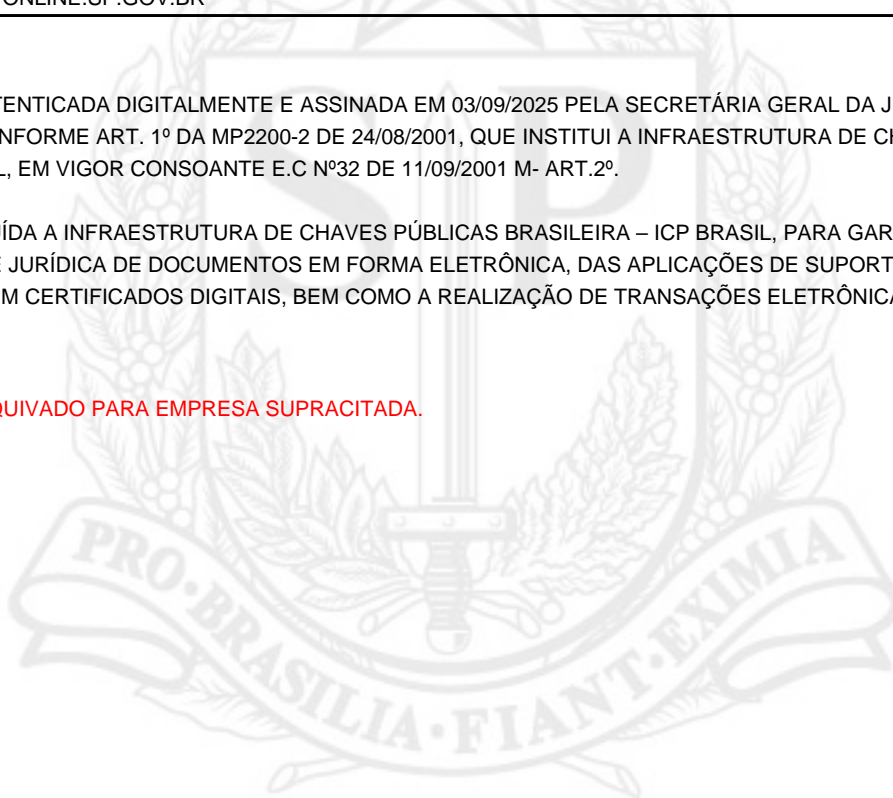 ONLINE.SP.GOV.BR
TENTICADA DIGITALMENTE E ASSINADA EM 03/09/2025 PELA SECRETÁRIA GERAL DA J
NFORME ART. 1º DA MP2200-2 DE 24/08/2001, QUE INSTITUI A INFRAESTRUTURA DE C
L, EM VIGOR CONSOANTE E.C Nº32 DE 11/09/2001 M- ART.2º.
ÍDA A INFRAESTRUTURA DE CHAVES PÚBLICAS BRASILEIRA – ICP BRASIL, PARA GAR
E JURÍDICA DE DOCUMENTOS EM FORMA ELETRÔNICA, DAS APLICAÇÕES DE SUPORT
M CERTIFICADOS DIGITAIS, BEM COMO A REALIZAÇÃO DE TRANSAÇÕES ELETRÔNICA
QUIVADO PARA EMPRESA SUPRACITADA.
SP
PRO·BRASILIA·FIANT·EXIMIA